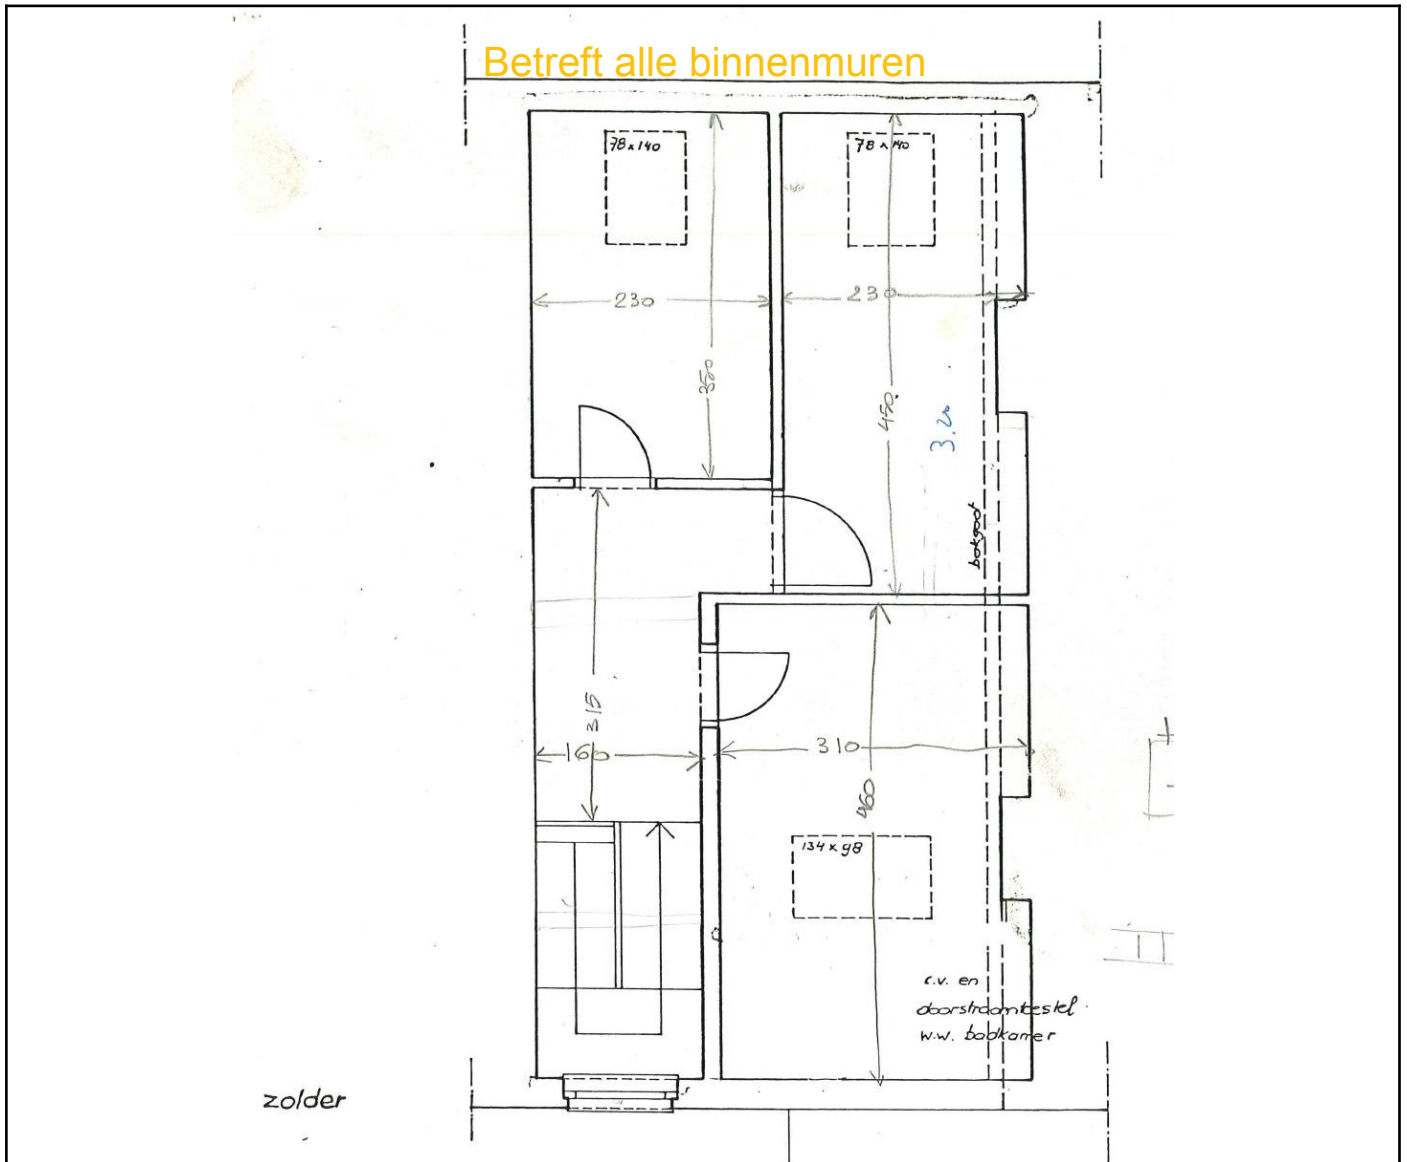 Betreft alle binnenmuren
78 x 140
78 x 140
230
230
350
450
3,20
bakgoot
315
160
310
460
134 x 98
c.v. en
doorstroomtoestel
w.w. badkamer
zolder